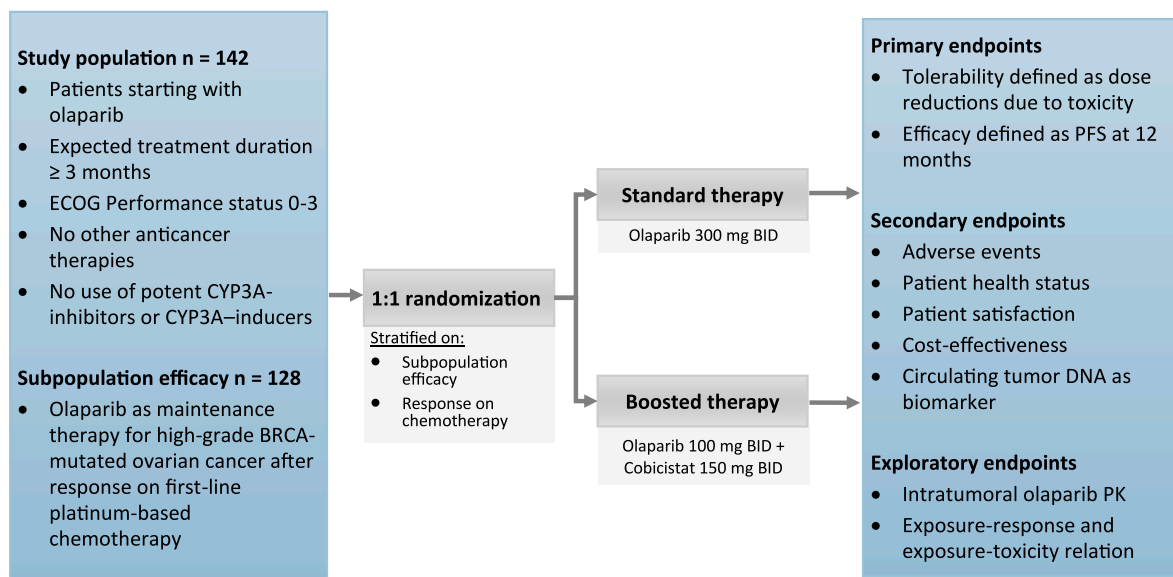 Study population n = 142
• Patients starting with
olaparib
• Expected treatment duration
≥ 3 months
• ECOG Performance status 0-3
• No other anticancer
therapies
• No use of potent CYP3A-
inhibitors or CYP3A–inducers
Subpopulation efficacy n = 128
• Olaparib as maintenance
therapy for high-grade BRCA-
mutated ovarian cancer after
response on first-line
platinum-based
chemotherapy
1:1 randomization
Stratified on:
• Subpopulation
efficacy
• Response on
chemotherapy
Standard therapy
Olaparib 300 mg BID
Boosted therapy
Olaparib 100 mg BID +
Cobicistat 150 mg BID
Primary endpoints
• Tolerability defined as dose
reductions due to toxicity
• Efficacy defined as PFS at 12
months
Secondary endpoints
• Adverse events
• Patient health status
• Patient satisfaction
• Cost-effectiveness
• Circulating tumor DNA as
biomarker
Exploratory endpoints
• Intratumoral olaparib PK
• Exposure-response and
exposure-toxicity relation